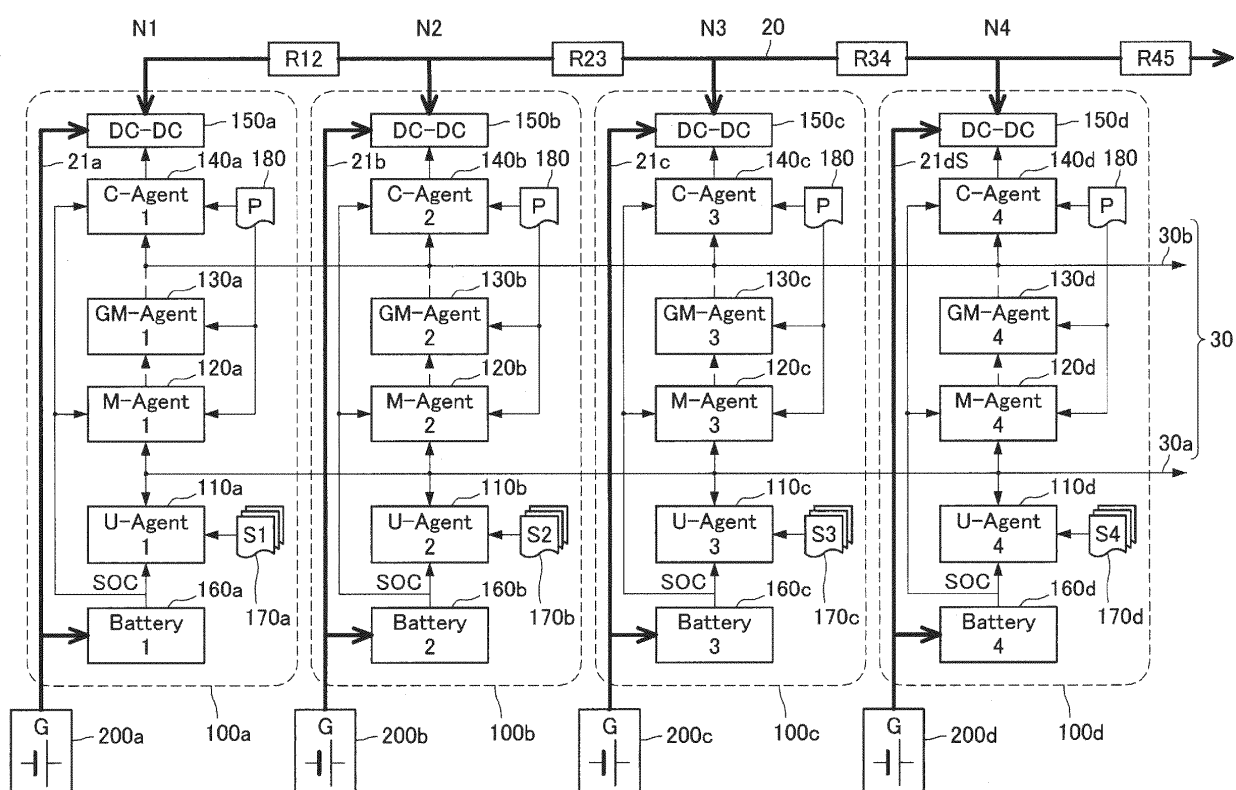 N1 N2 N3 20 N4
R12 R23 R34 R45
DC-DC 150a DC-DC 150b DC-DC 150c DC-DC 150d
21a 140a 180 21b 140b 180 21c 140c 180 21dS 140d 180
C-Agent 1 P C-Agent 2 P C-Agent 3 P C-Agent 4 P
30b
130a 130b 130c 130d
GM-Agent 1 GM-Agent 2 GM-Agent 3 GM-Agent 4
30
120a 120b 120c 120d
M-Agent 1 M-Agent 2 M-Agent 3 M-Agent 4
30a
110a 110b 110c 110d
U-Agent 1 S1 U-Agent 2 S2 U-Agent 3 S3 U-Agent 4 S4
SOC SOC SOC SOC
160a 170a 160b 170b 160c 170c 160d 170d
Battery 1 Battery 2 Battery 3 Battery 4
G 200a 100a G 200b 100b G 200c 100c G 200d 100d